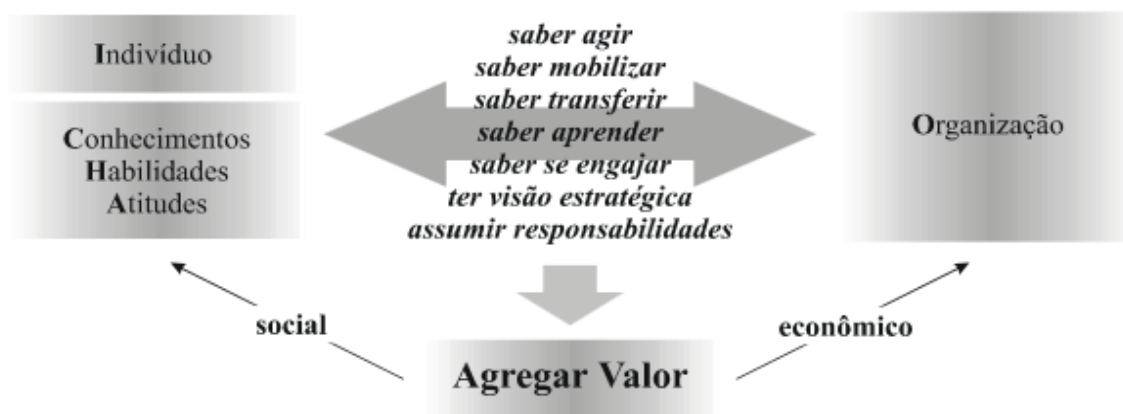 Indivíduo
Conhecimentos
Habilidades
Atitudes
saber agir
saber mobilizar
saber transferir
saber aprender
saber se engajar
ter visão estratégica
assumir responsabilidades
Organização
social
econômico
Agregar Valor